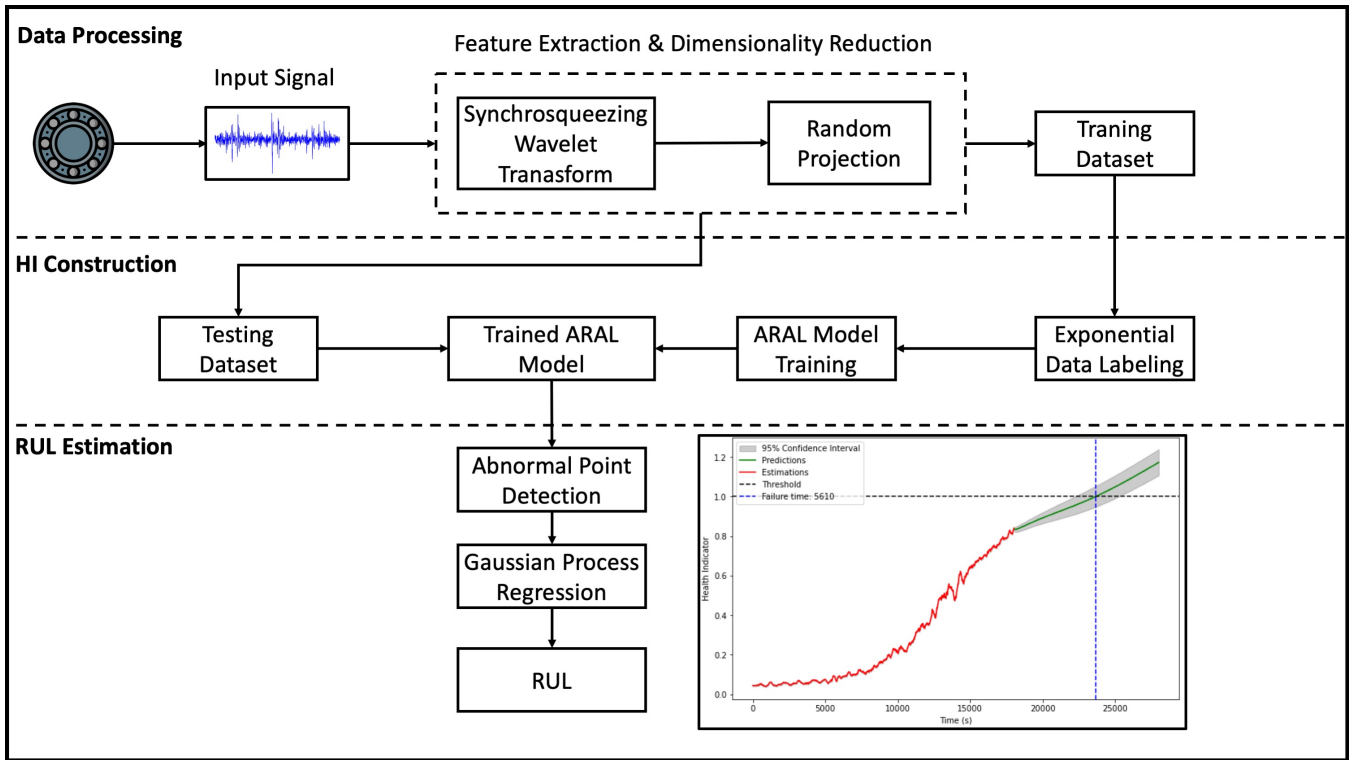 Data Processing
Feature Extraction & Dimensionality Reduction
Input Signal
Synchrosqueezing
Wavelet
Tranasform
Random
Projection
Traning
Dataset
HI Construction
Testing
Dataset
Trained ARAL
Model
ARAL Model
Training
Exponential
Data Labeling
RUL Estimation
Abnormal Point
Detection
Gaussian Process
Regression
RUL
95% Confidence Interval
Predictions
Estimations
Threshold
Failure time: 5610
Health Indicator
1.2
1.0
0.8
0.6
0.4
0.2
0.0
0 5000 10000 15000 20000 25000
Time (s)